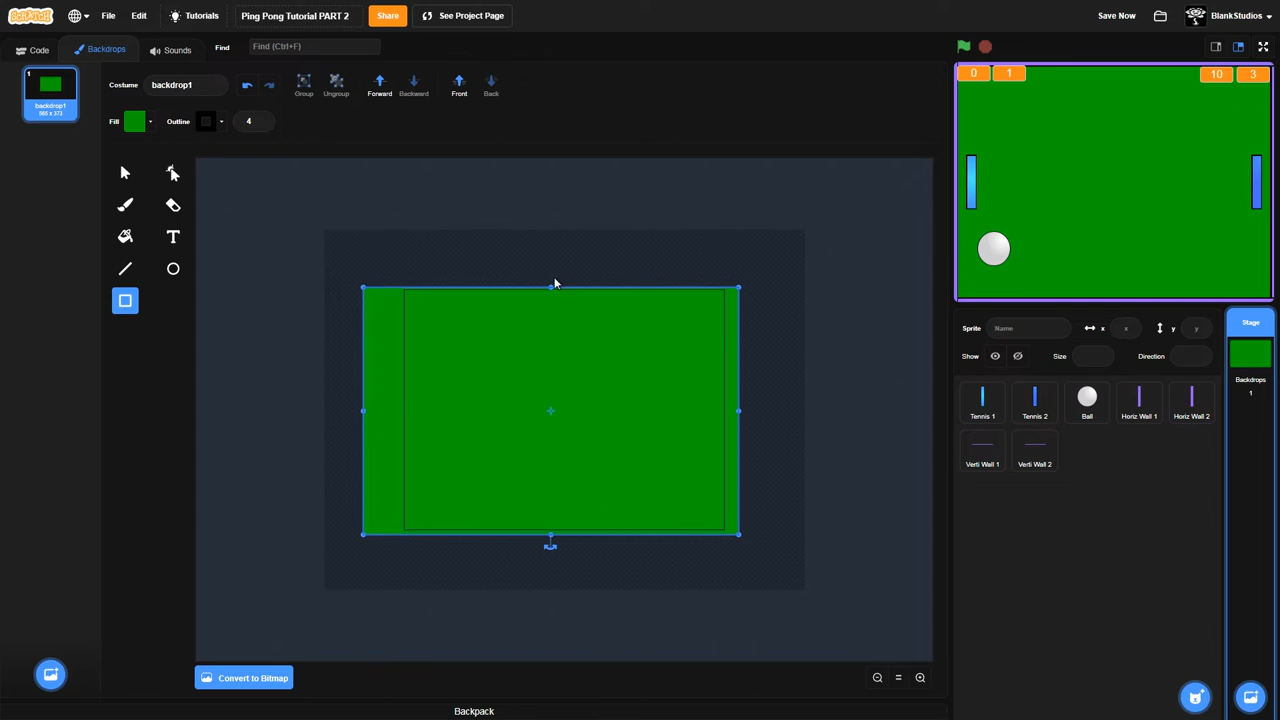 SCRATCH File Edit Tutorials Ping Pong Tutorial PART 2 Share See Project Page Save Now BlankStudios
Code Backdrops Sounds Find Find (Ctrl+F)
1
backdrop1
565 x 373
Costume backdrop1 Group Ungroup Forward Backward Front Back
Fill Outline 4
T
Convert to Bitmap
Backpack
0 1 10 3
Sprite Name x x y y
Show Size Direction
Tennis 1 Tennis 2 Ball Horiz Wall 1 Horiz Wall 2
Verti Wall 1 Verti Wall 2
Stage
Backdrops
1